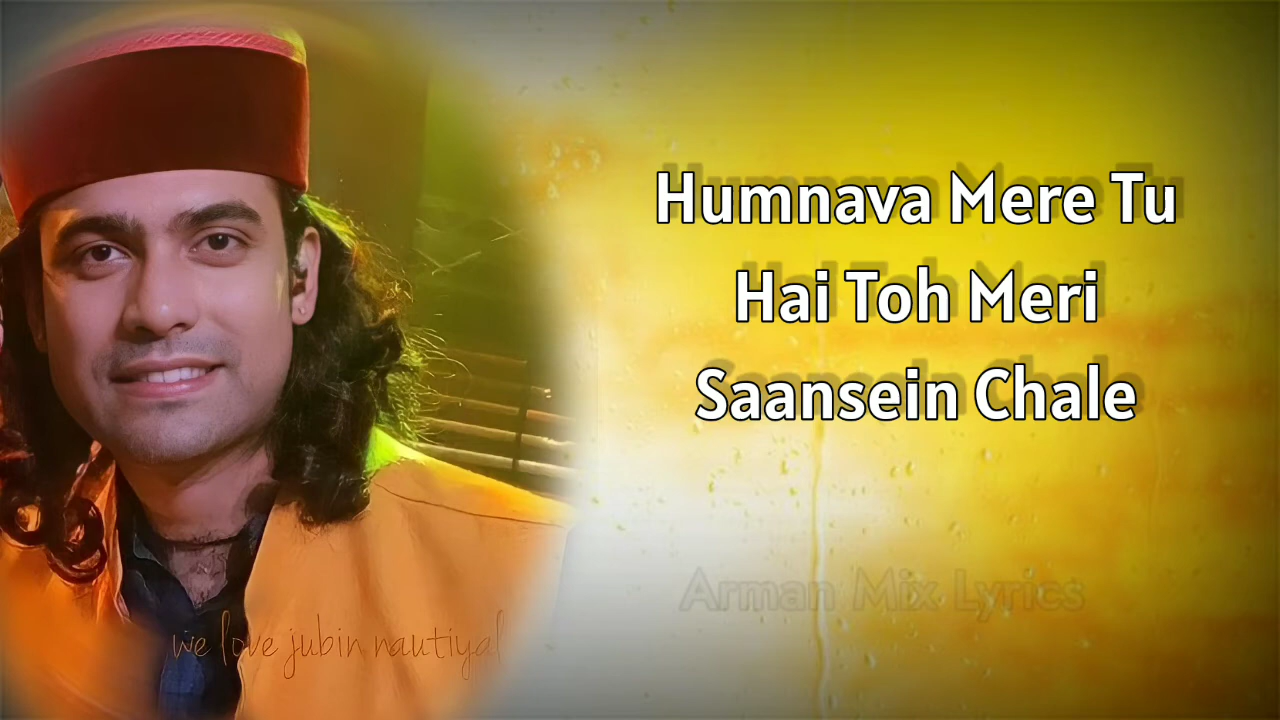 Humnava Mere Tu
Hai Toh Meri
Saansein Chale
Arman Mix Lyrics
we love jubin nautiyal